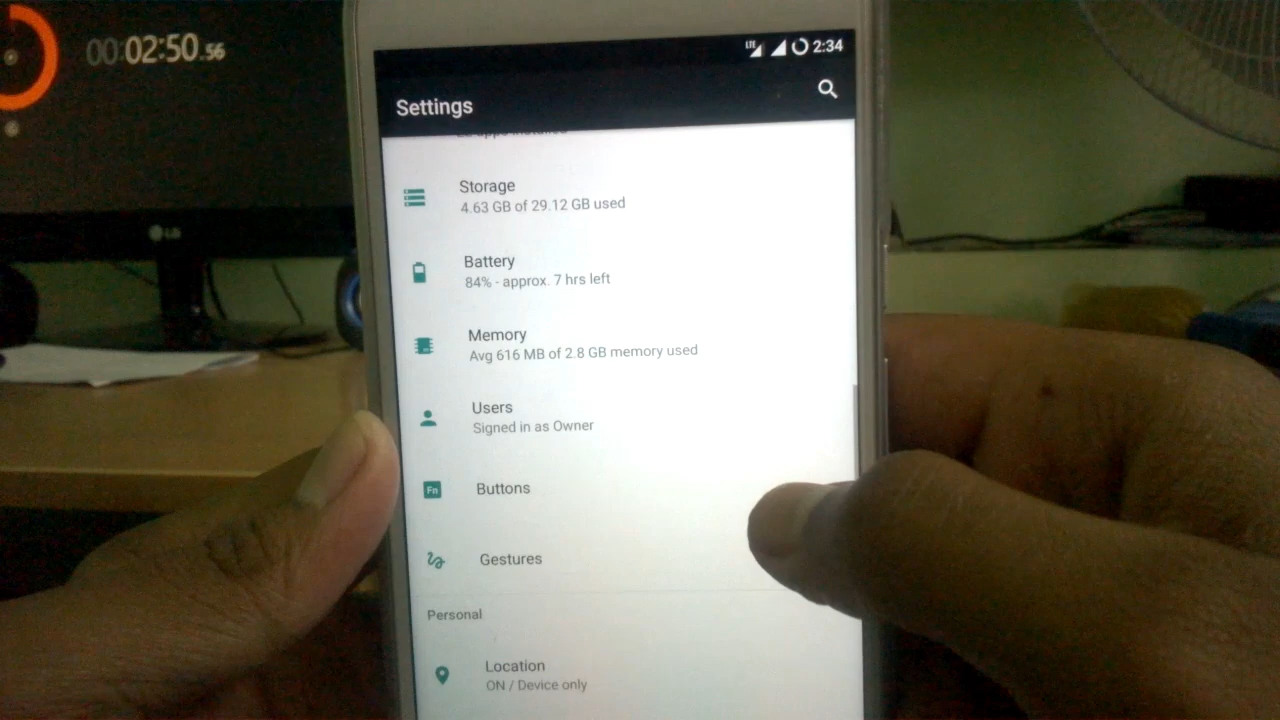 00:02:50.56
LG
LTE 2:34
Settings
Storage
4.63 GB of 29.12 GB used
Battery
84% - approx. 7 hrs left
Memory
Avg 616 MB of 2.8 GB memory used
Users
Signed in as Owner
Fn Buttons
Gestures
Personal
Location
ON / Device only